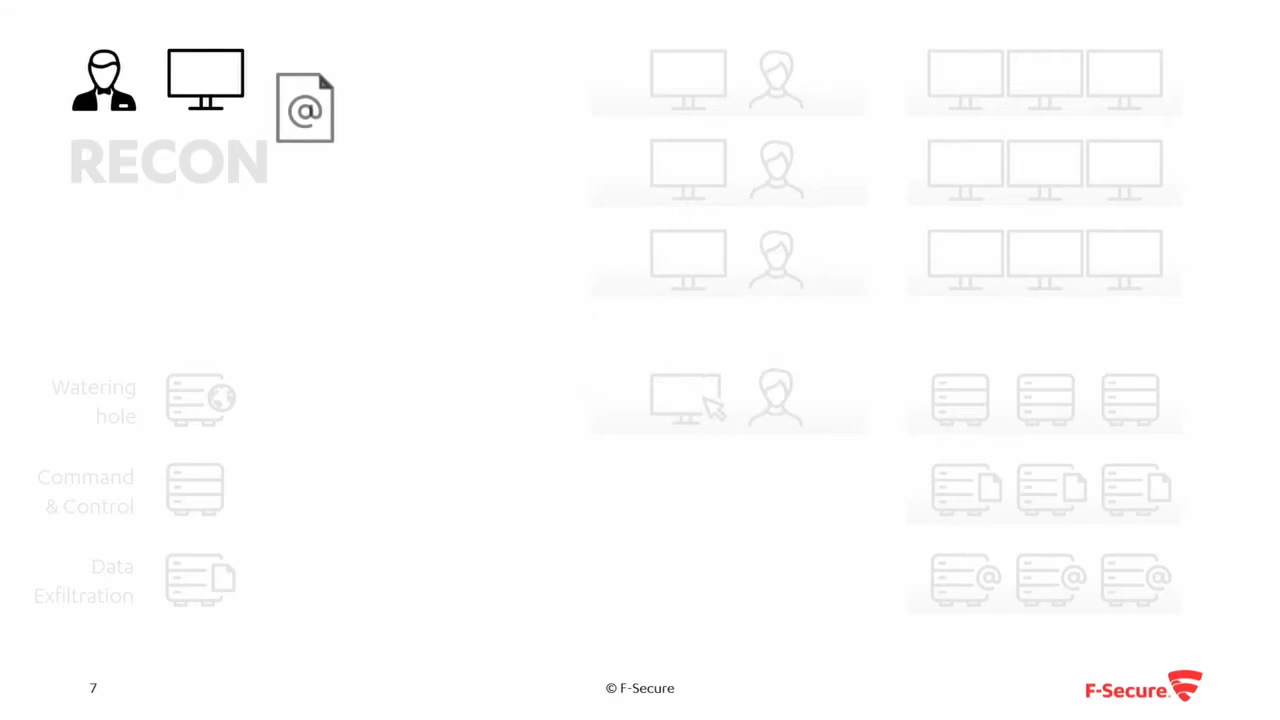 @
RECON
Watering
hole
Command
& Control
@ @ @
Data
Exfiltration
7
© F-Secure
F-Secure.